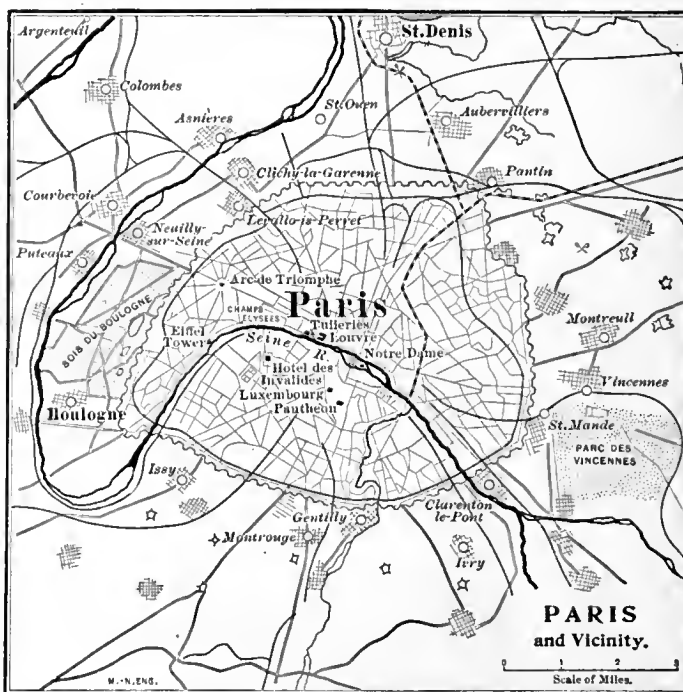 Argenteuil
St. Denis
Colombes
St. Ouen
Asnières
Aubervilliers
Clichy-la-Garenne
Pantin
Courbevoie
Levallois-Perret
Neuilly-
sur-Seine
Puteaux
Arc de Triomphe
BOIS DU BOULOGNE
CHAMPS
ELYSEES
Paris
Tuileries
Louvre
Eiffel
Tower
Seine R.
Notre Dame
Montreuil
Hotel des
Invalides
Luxembourg
Pautheon
Vincennes
Boulogne
St. Mande
PARC DES
VINCENNES
Issy
Gentilly
Clarenton
le-Pont
Montrouge
Ivry
PARIS
and Vicinity.
0 1 2 3
Scale of Miles.
M.-N. ENG.